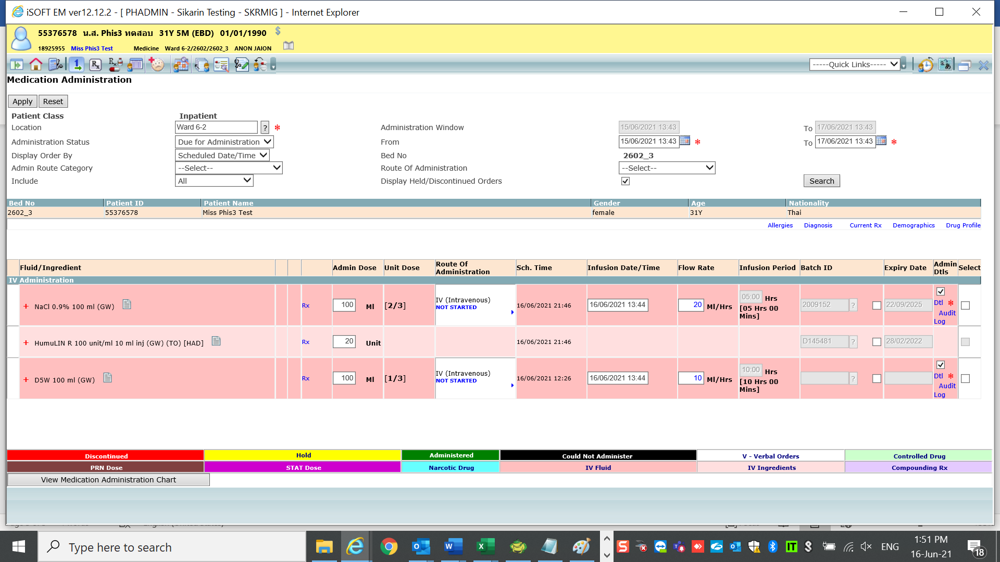 iSOFT EM ver12.12.2 - [ PHADMIN - Sikarin Testing - SKRMIG ] - Internet Explorer
55376578 น.ส. Phis3 ทดสอบ 31Y 5M (EBD) 01/01/1990
18925955 Miss Phis3 Test Medicine Ward 6-2/2602/2602_3 ANON JAION
-----Quick Links-----
Medication Administration
Apply Reset
Patient Class Inpatient
Location Ward 6-2 ? * Administration Window 15/06/2021 13:43 To 17/06/2021 13:43
Administration Status Due for Administration From 15/06/2021 13:43 * To 17/06/2021 13:43 *
Display Order By Scheduled Date/Time Bed No 2602_3
Admin Route Category --Select-- Route Of Administration --Select--
Include All Display Held/Discontinued Orders Search
Bed No Patient ID Patient Name Gender Age Nationality
2602_3 55376578 Miss Phis3 Test female 31Y Thai
Allergies Diagnosis Current Rx Demographics Drug Profile
Fluid/Ingredient Admin Dose Unit Dose Route Of Administration Sch. Time Infusion Date/Time Flow Rate Infusion Period Batch ID Expiry Date Admin Dtls Select
IV Administration
+ NaCl 0.9% 100 ml (GW) Rx 100 Ml [2/3] IV (Intravenous) NOT STARTED 16/06/2021 21:46 16/06/2021 13:44 20 Ml/Hrs 05:00 Hrs [05 Hrs 00 Mins] 2009152 ? 22/09/2025 Dtl * Audit Log
+ HumuLIN R 100 unit/ml 10 ml inj (GW) (TO) [HAD] Rx 20 Unit 16/06/2021 21:46 D145481 ? 28/02/2022
+ D5W 100 ml (GW) Rx 100 Ml [1/3] IV (Intravenous) NOT STARTED 16/06/2021 12:26 16/06/2021 13:44 10 Ml/Hrs 10:00 Hrs [10 Hrs 00 Mins] ? Dtl * Audit Log
Discontinued Hold Administered Could Not Administer V - Verbal Orders Controlled Drug
PRN Dose STAT Dose Narcotic Drug IV Fluid IV Ingredients Compounding Rx
View Medication Administration Chart
Type here to search
ENG
1:51 PM
16-Jun-21
18